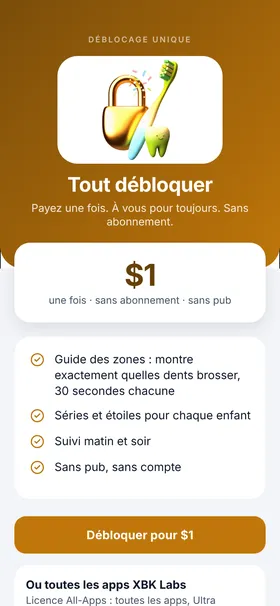 DÉBLOCAGE UNIQUE
Tout débloquer
Payez une fois. À vous pour toujours. Sans
abonnement.
$1
une fois · sans abonnement · sans pub
Guide des zones : montre
exactement quelles dents brosser,
30 secondes chacune
Séries et étoiles pour chaque enfant
Suivi matin et soir
Sans pub, sans compte
Débloquer pour $1
Ou toutes les apps XBK Labs
Licence All-Apps : toutes les apps, Ultra